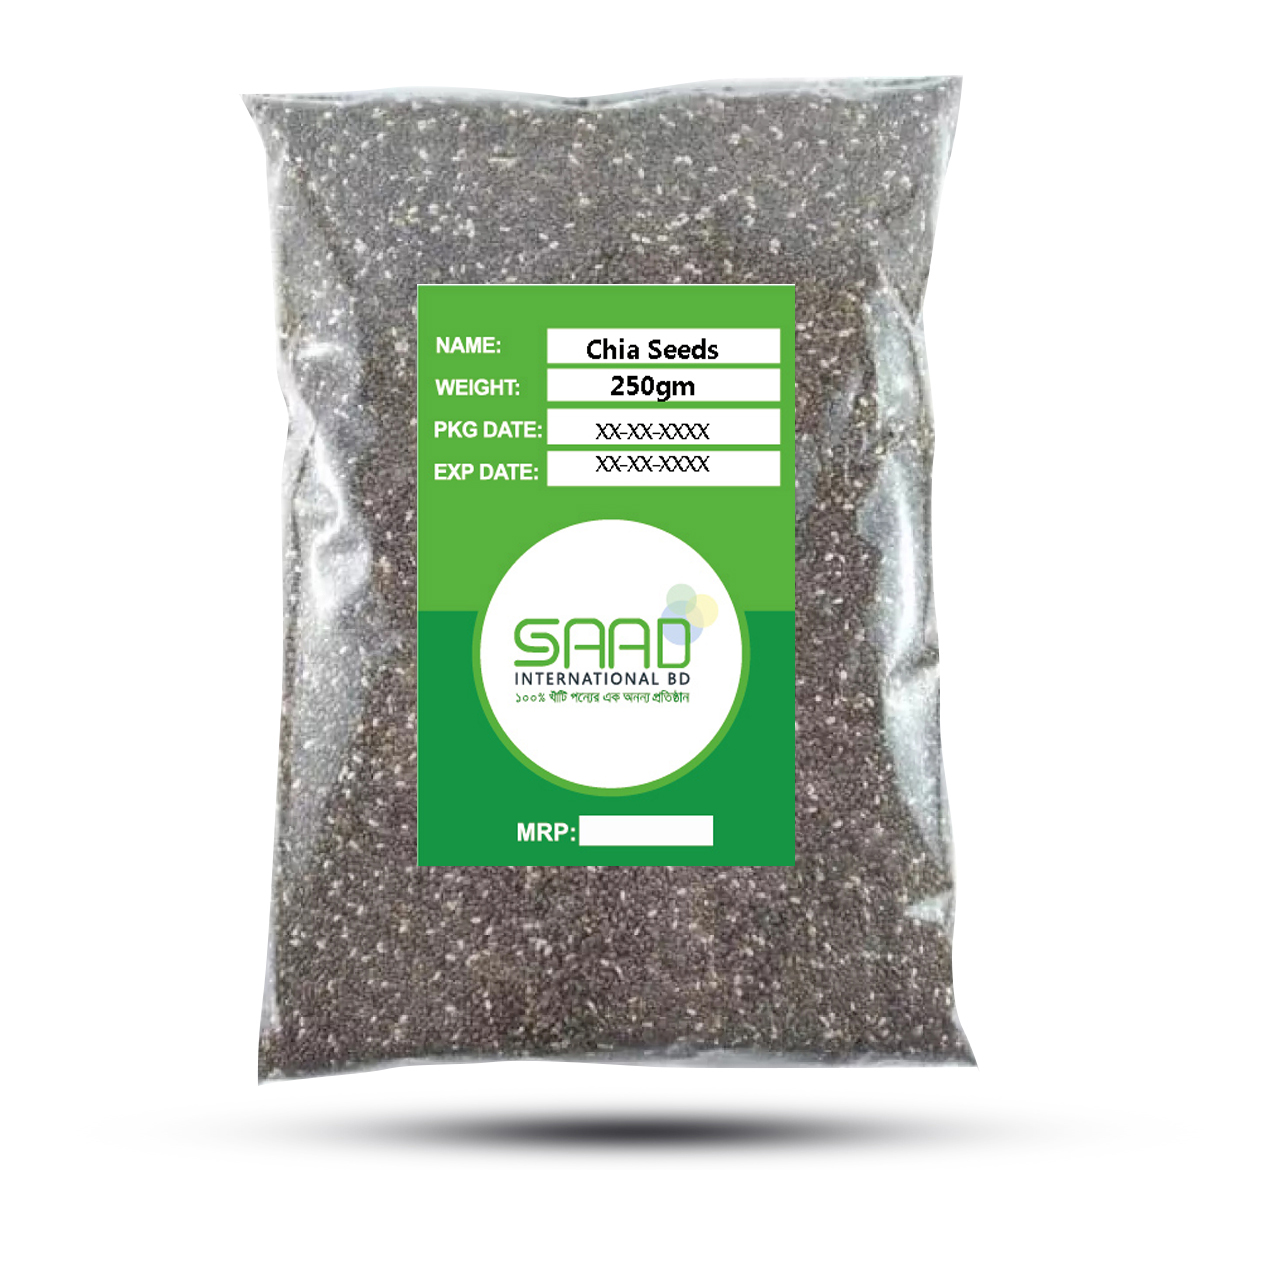 NAME: Chia Seeds
WEIGHT: 250gm
PKG DATE: XX-XX-XXXX
EXP DATE: XX-XX-XXXX
SAAD
INTERNATIONAL BD
১০০% খাঁটি পন্যের এক অনন্য প্রতিষ্ঠান
MRP: